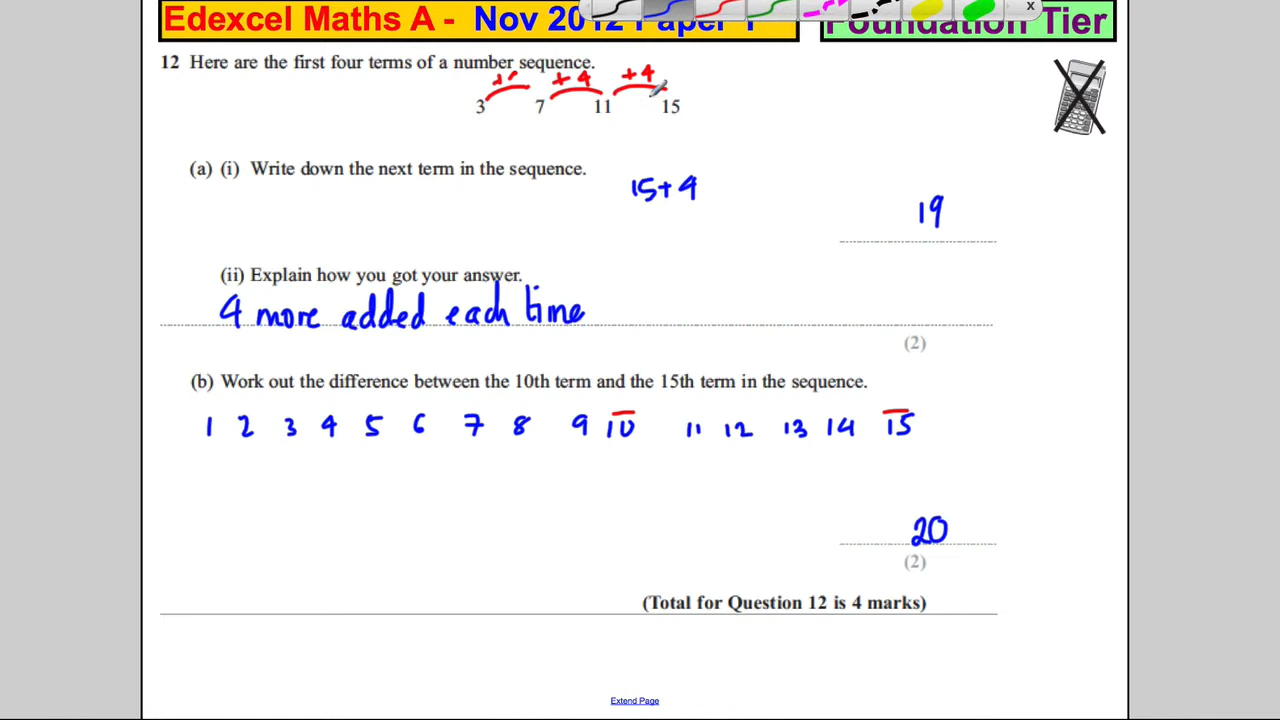 Edexcel Maths A - Nov 2012 Paper 1 Foundation Tier
x
12 Here are the first four terms of a number sequence.
+4 +4
3 7 11 15
(a) (i) Write down the next term in the sequence.
15+4
19
(ii) Explain how you got your answer.
4 more added each time
(2)
(b) Work out the difference between the 10th term and the 15th term in the sequence.
1 2 3 4 5 6 7 8 9 10 11 12 13 14 15
20
(2)
(Total for Question 12 is 4 marks)
Extend Page